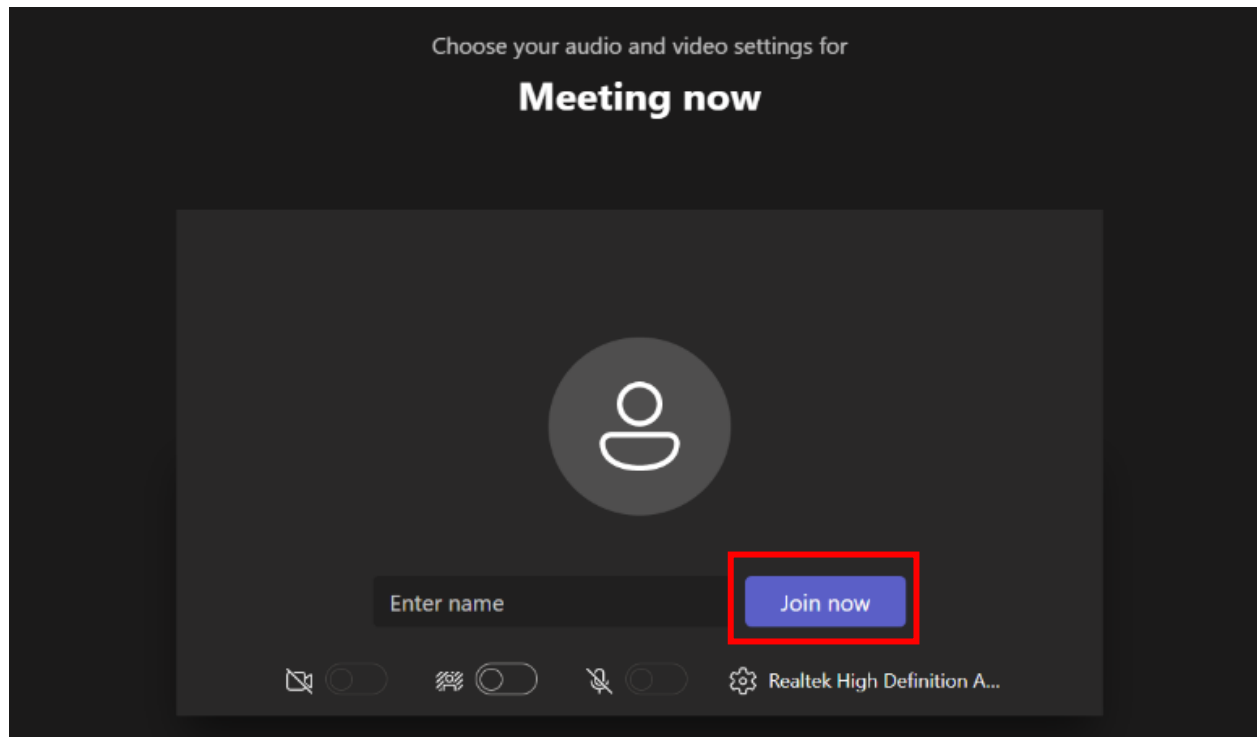 Choose your audio and video settings for
Meeting now
Enter name
Join now
Realtek High Definition A...